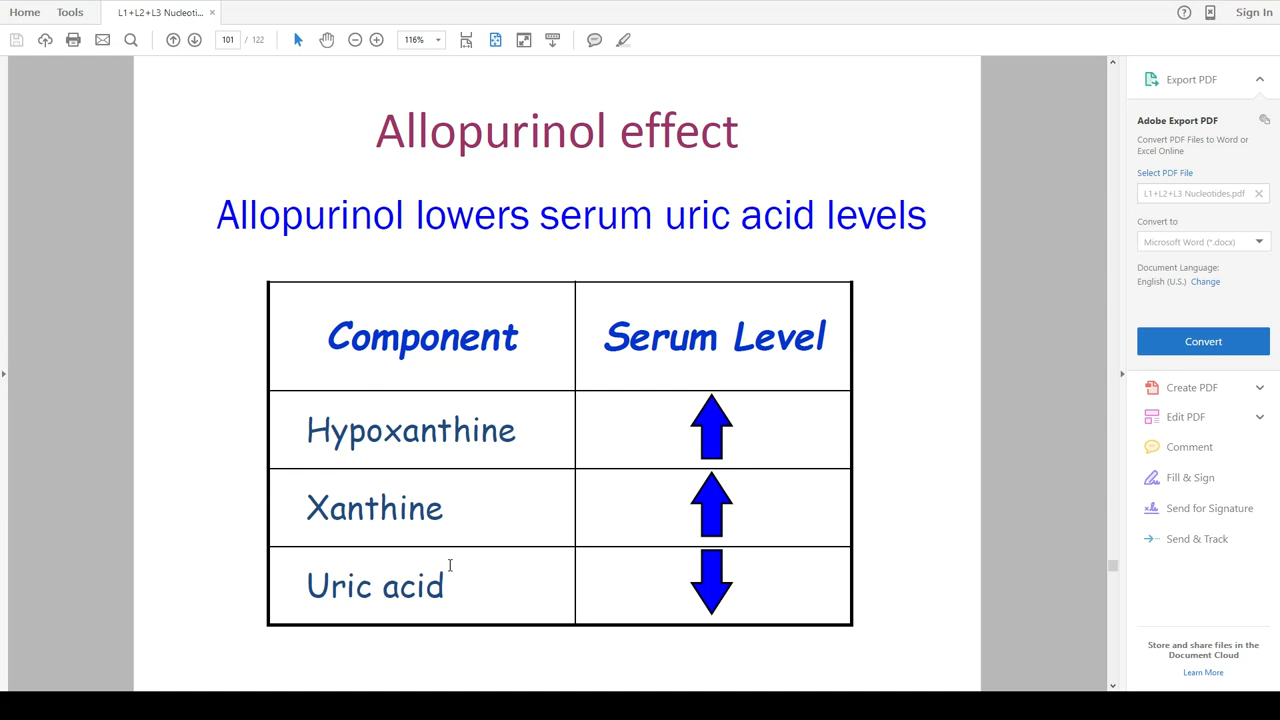 Home Tools L1+L2+L3 Nucleoti... × Sign In
101 / 122 116%
Allopurinol effect
Allopurinol lowers serum uric acid levels
Component Serum Level
Hypoxanthine
Xanthine
Uric acid
Export PDF
Adobe Export PDF
Convert PDF Files to Word or
Excel Online
Select PDF File
L1+L2+L3 Nucleotides.pdf
Convert to
Microsoft Word (*.docx)
Document Language:
English (U.S.) Change
Convert
Create PDF
Edit PDF
Comment
Fill & Sign
Send for Signature
Send & Track
Store and share files in the
Document Cloud
Learn More